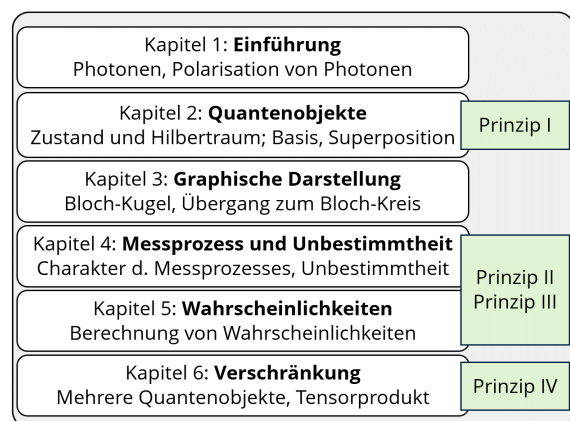 Kapitel 1: Einführung
Photonen, Polarisation von Photonen
Kapitel 2: Quantenobjekte
Zustand und Hilbertraum; Basis, Superposition
Prinzip I
Kapitel 3: Graphische Darstellung
Bloch-Kugel, Übergang zum Bloch-Kreis
Kapitel 4: Messprozess und Unbestimmtheit
Charakter d. Messprozesses, Unbestimmtheit
Kapitel 5: Wahrscheinlichkeiten
Berechnung von Wahrscheinlichkeiten
Prinzip II
Prinzip III
Kapitel 6: Verschränkung
Mehrere Quantenobjekte, Tensorprodukt
Prinzip IV